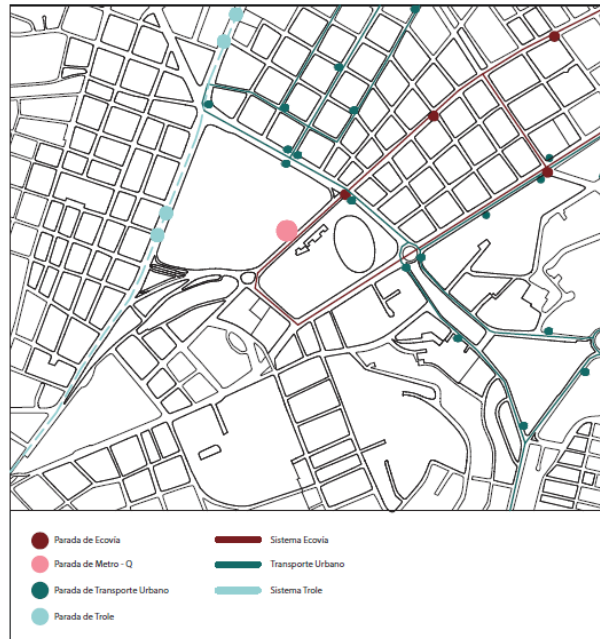 Parada de Ecovía
Sistema Ecovía
Parada de Metro - Q
Transporte Urbano
Parada de Transporte Urbano
Sistema Trole
Parada de Trole